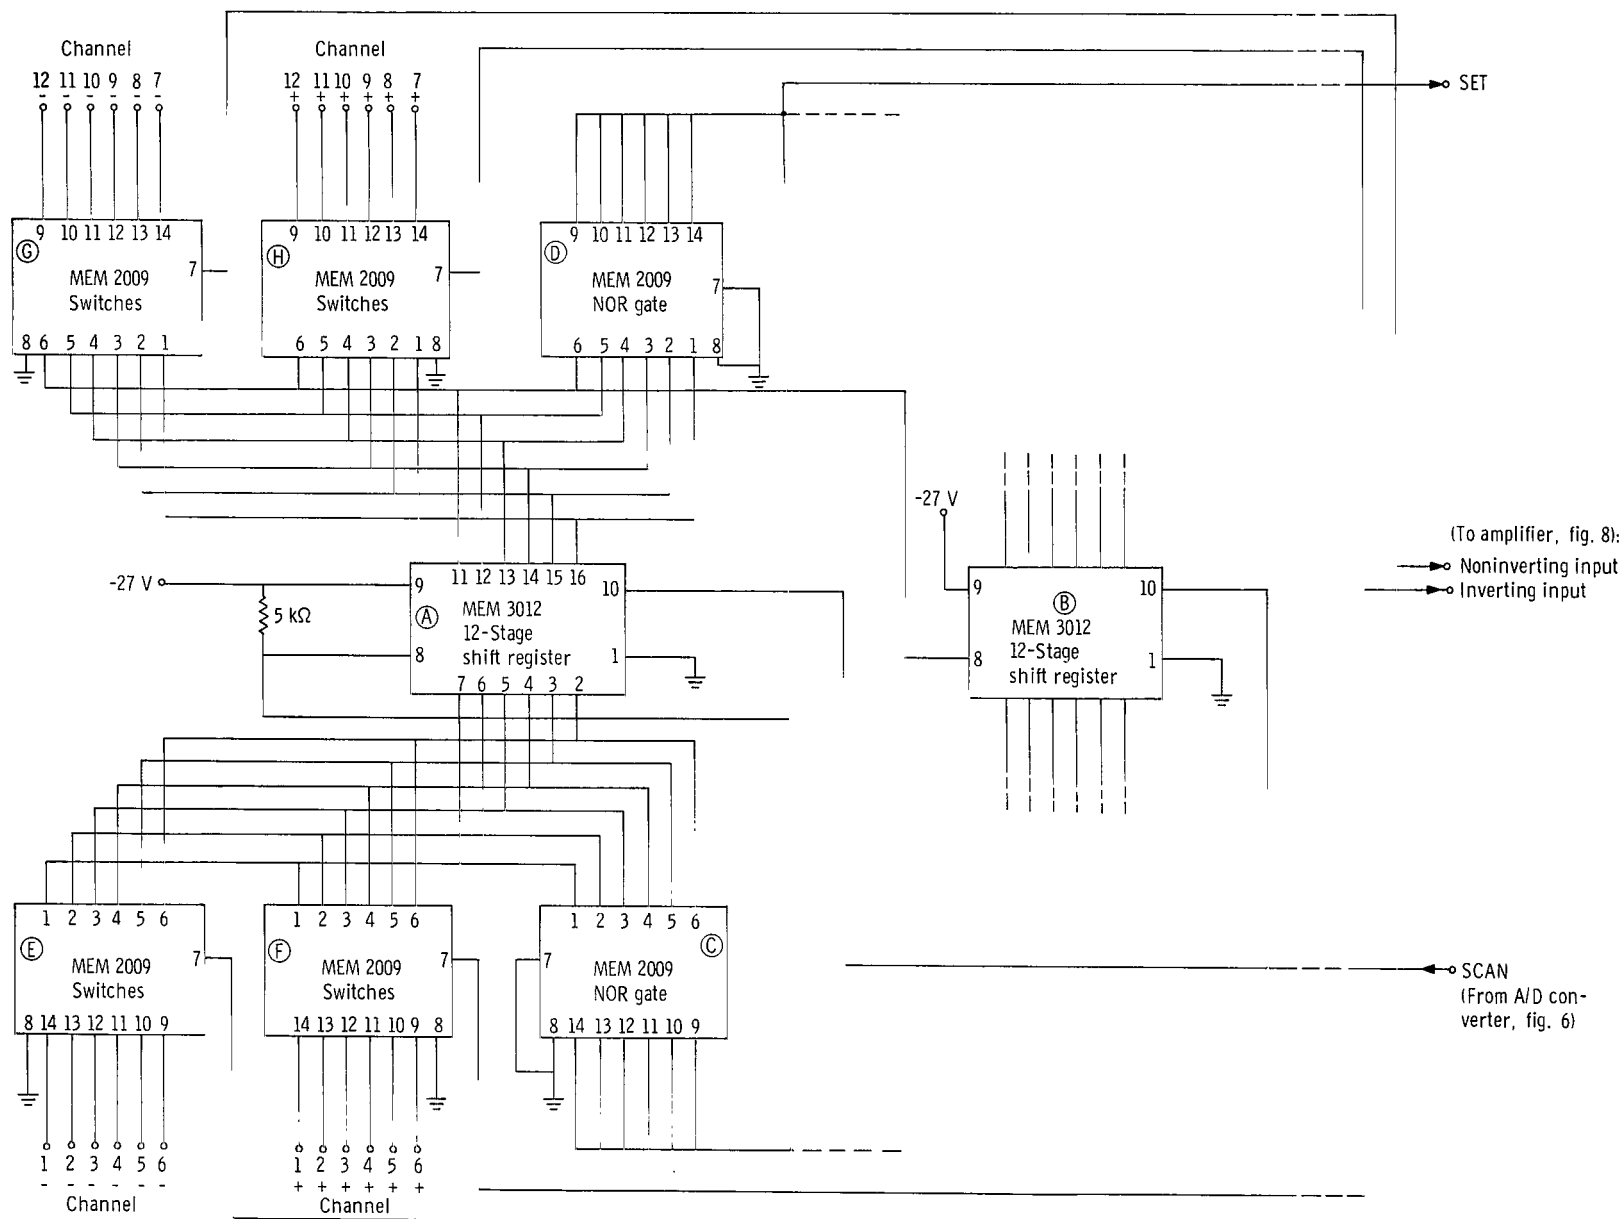 Channel Channel
12 11 10 9 8 7 12 11 10 9 8 7
- - - - - - + + + + + +
SET
9 10 11 12 13 14 9 10 11 12 13 14 9 10 11 12 13 14
G H D
7 7 7
MEM 2009 MEM 2009 MEM 2009
Switches Switches NOR gate
8 6 5 4 3 2 1 6 5 4 3 2 1 8 6 5 4 3 2 1 8
-27 V
(To amplifier, fig. 8):
Noninverting input
Inverting input
-27 V
9 11 12 13 14 15 16 10
5 kΩ
A
MEM 3012
12-Stage
shift register
8 1
7 6 5 4 3 2
9 10
B
MEM 3012
12-Stage
shift register
8 1
1 2 3 4 5 6 1 2 3 4 5 6 1 2 3 4 5 6
E F C
7 7 7
MEM 2009 MEM 2009 MEM 2009
Switches Switches NOR gate
8 14 13 12 11 10 9 14 13 12 11 10 9 8 8 14 13 12 11 10 9
SCAN
(From A/D con-
verter, fig. 6)
1 2 3 4 5 6 1 2 3 4 5 6
- - - - - - + + + + + +
Channel Channel